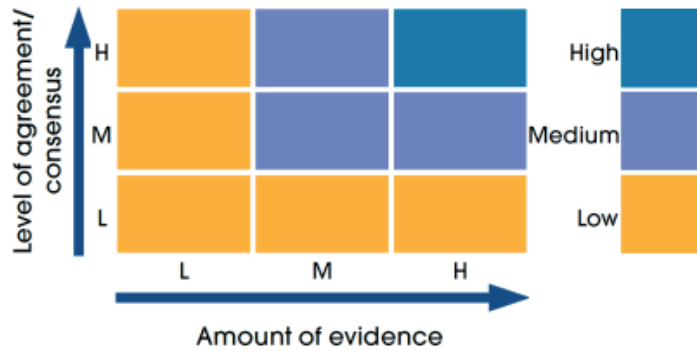 Level of agreement/
consensus
H
M
L
L M H
Amount of evidence
High
Medium
Low